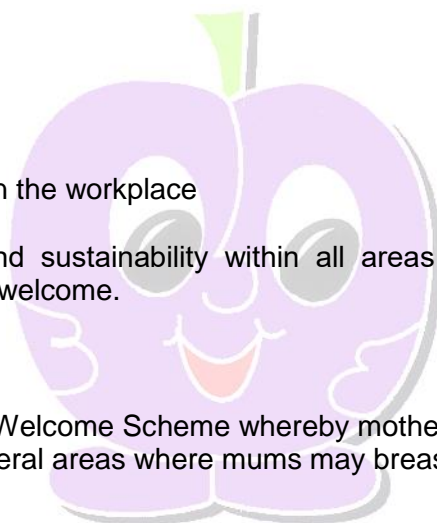 n the workplace
nd sustainability within all areas
welcome.
Welcome Scheme whereby mothe
eral areas where mums may breas